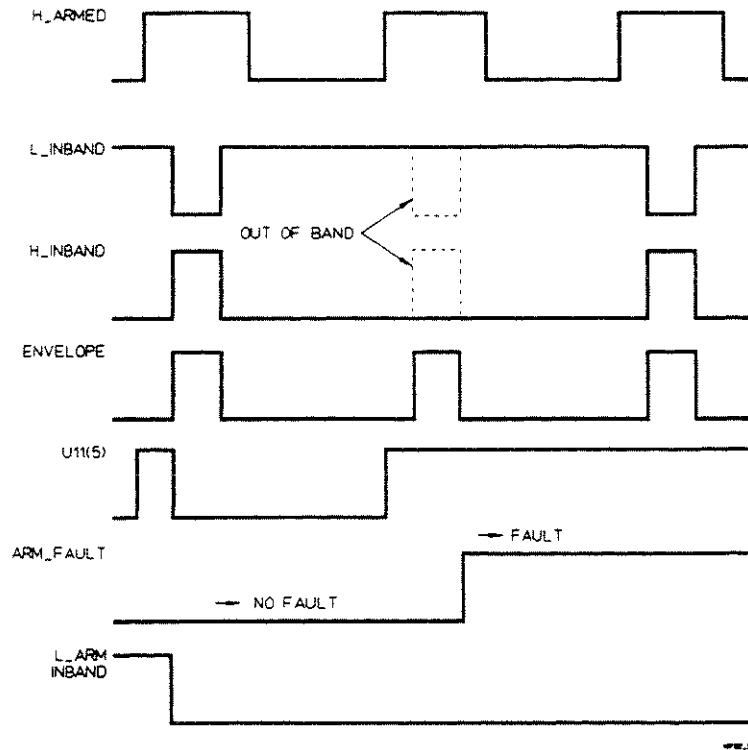 H_ARMED
L_INBAND
OUT OF BAND
H_INBAND
ENVELOPE
U11(5)
FAULT
ARM_FAULT
NO FAULT
L_ARM
INBAND